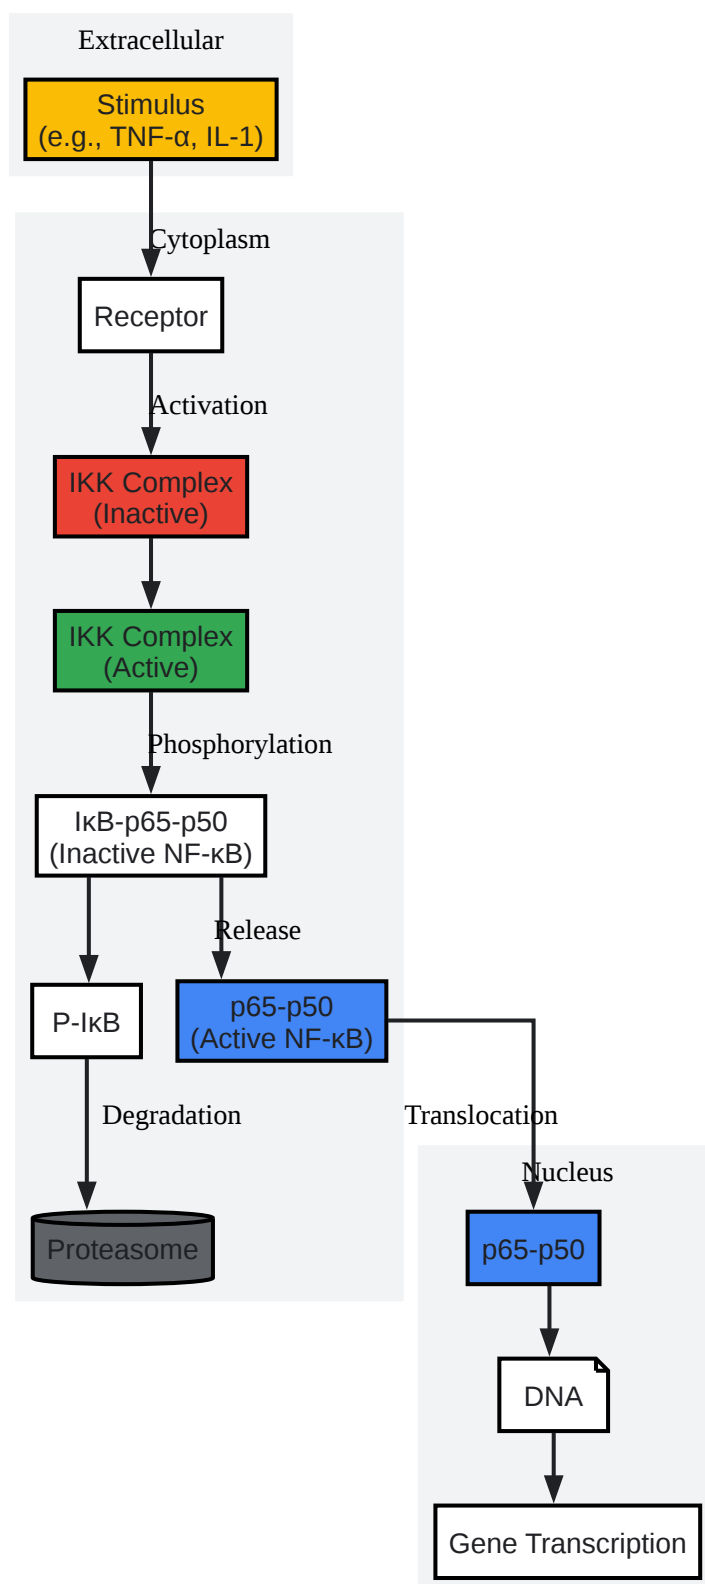 Extracellular
Stimulus
(e.g., TNF-α, IL-1)
Cytoplasm
Receptor
Activation
IKK Complex
(Inactive)
IKK Complex
(Active)
Phosphorylation
IκB-p65-p50
(Inactive NF-κB)
Release
P-IκB
p65-p50
(Active NF-κB)
Degradation
Translocation
Nucleus
Proteasome
p65-p50
DNA
Gene Transcription